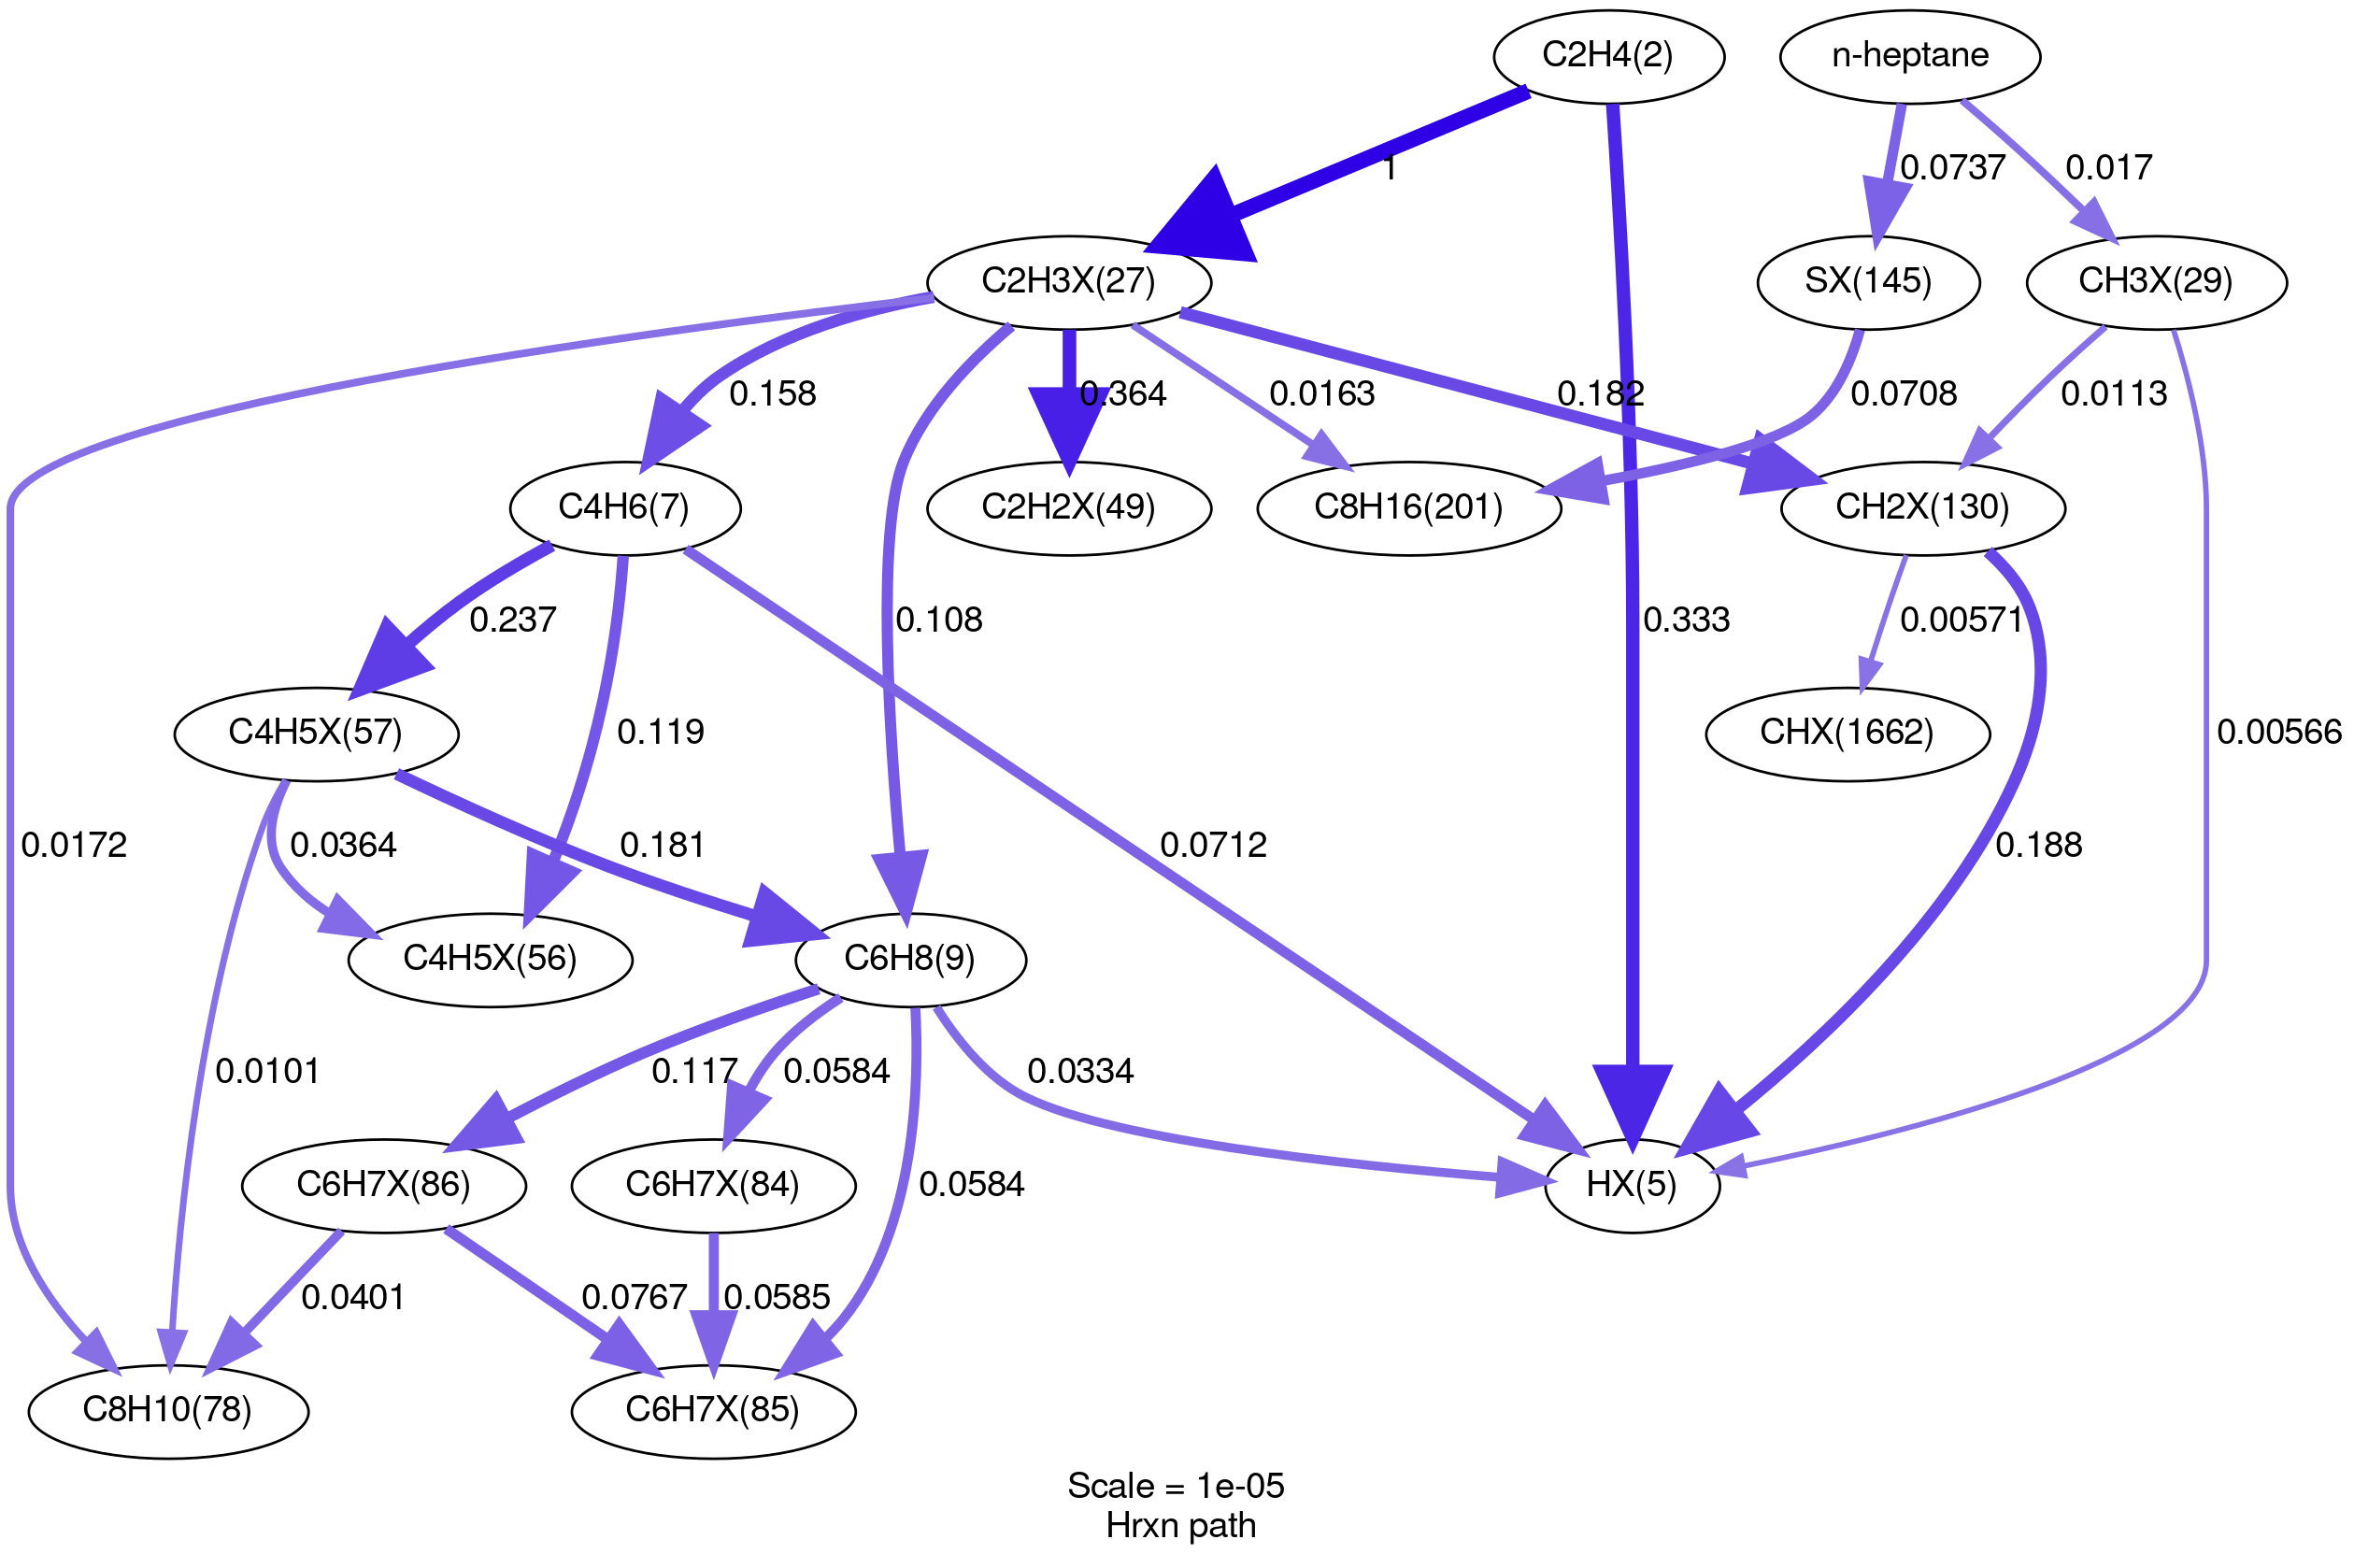 C2H4(2)
n-heptane
1
0.0737
0.017
C2H3X(27)
SX(145)
CH3X(29)
0.158
0.364
0.0163
0.182
0.0708
0.0113
C4H6(7)
C2H2X(49)
C8H16(201)
CH2X(130)
0.237
0.108
0.333
0.00571
C4H5X(57)
0.119
CHX(1662)
0.00566
0.0172
0.0364
0.181
0.0712
0.188
C4H5X(56)
C6H8(9)
0.0101
0.117
0.0584
0.0334
C6H7X(86)
C6H7X(84)
0.0584
HX(5)
0.0401
0.0767
0.0585
C8H10(78)
C6H7X(85)
Scale = 1e-05
Hrxn path